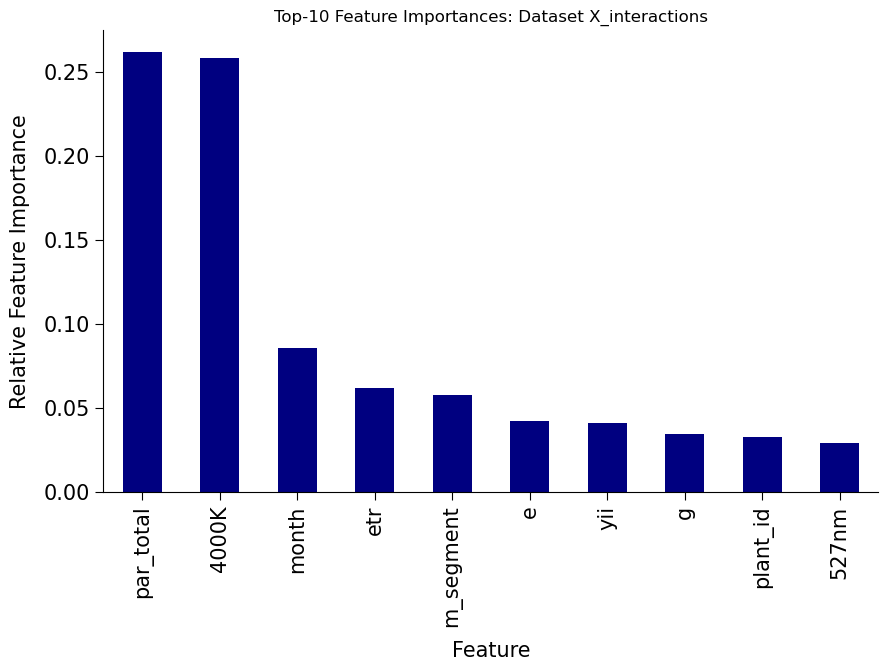 Top-10 Feature Importances: Dataset X_interactions
Relative Feature Importance
0.25
0.20
0.15
0.10
0.05
0.00
par_total
4000K
month
etr
m_segment
e
yii
g
plant_id
527nm
Feature